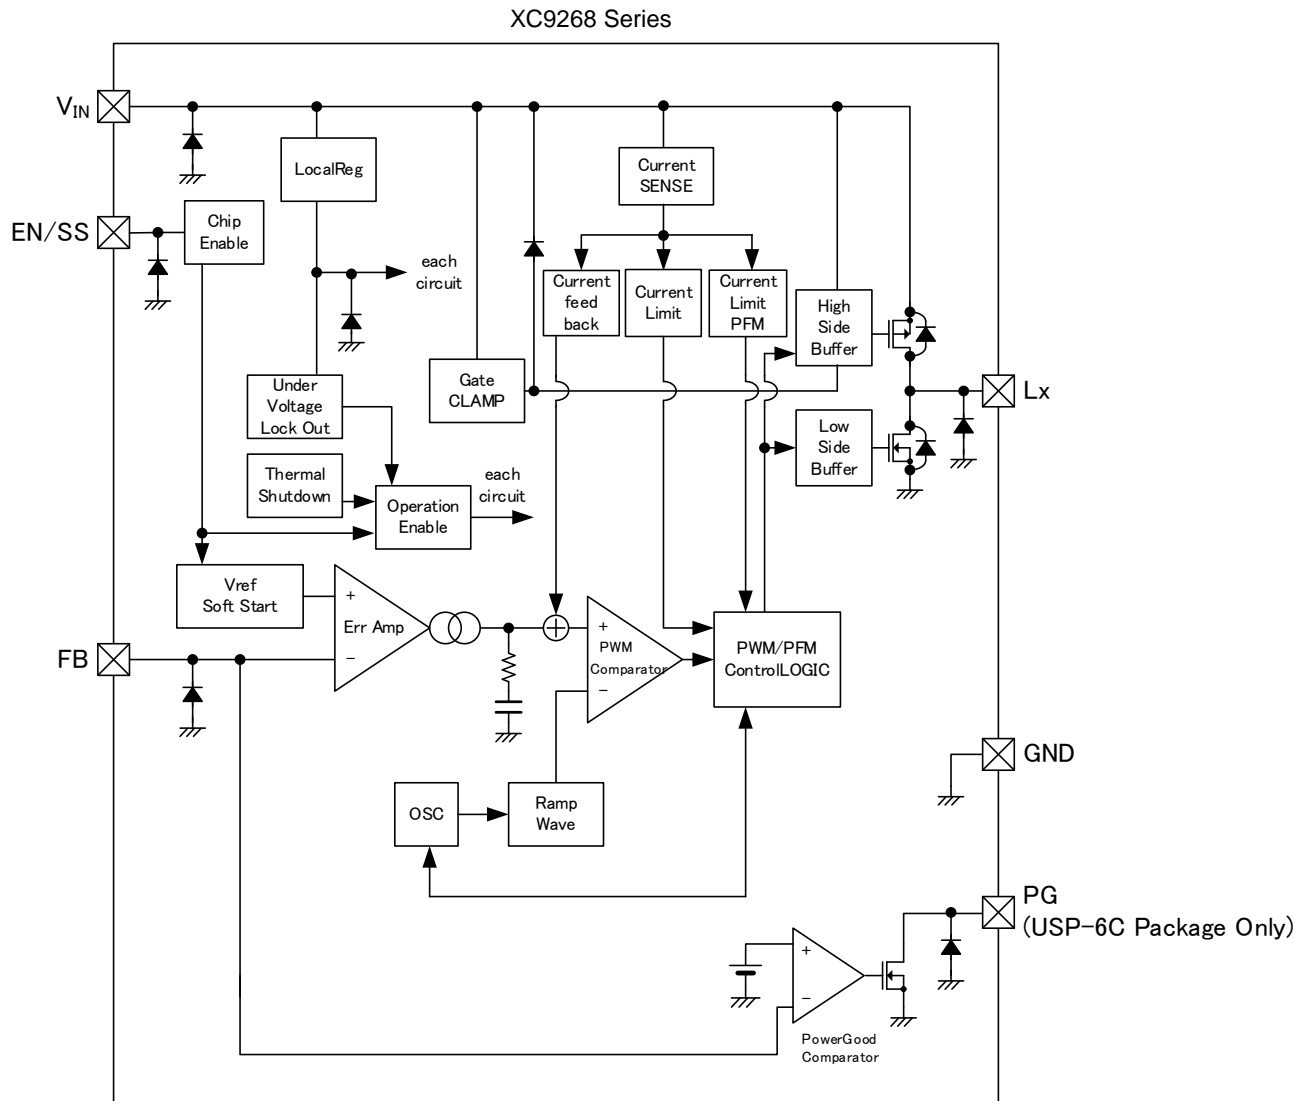 XC9268 Series
VIN
LocalReg
Current
SENSE
EN/SS
Chip
Enable
each
circuit
Current
feed
back
Current
Limit
Current
Limit
PFM
High
Side
Buffer
Under
Voltage
Lock Out
Gate
CLAMP
Lx
Low
Side
Buffer
Thermal
Shutdown
Operation
Enable
each
circuit
Vref
Soft Start
+
Err Amp
−
+
PWM
Comparator
−
PWM/PFM
ControlLOGIC
FB
GND
OSC
Ramp
Wave
PG
(USP-6C Package Only)
+
−
PowerGood
Comparator